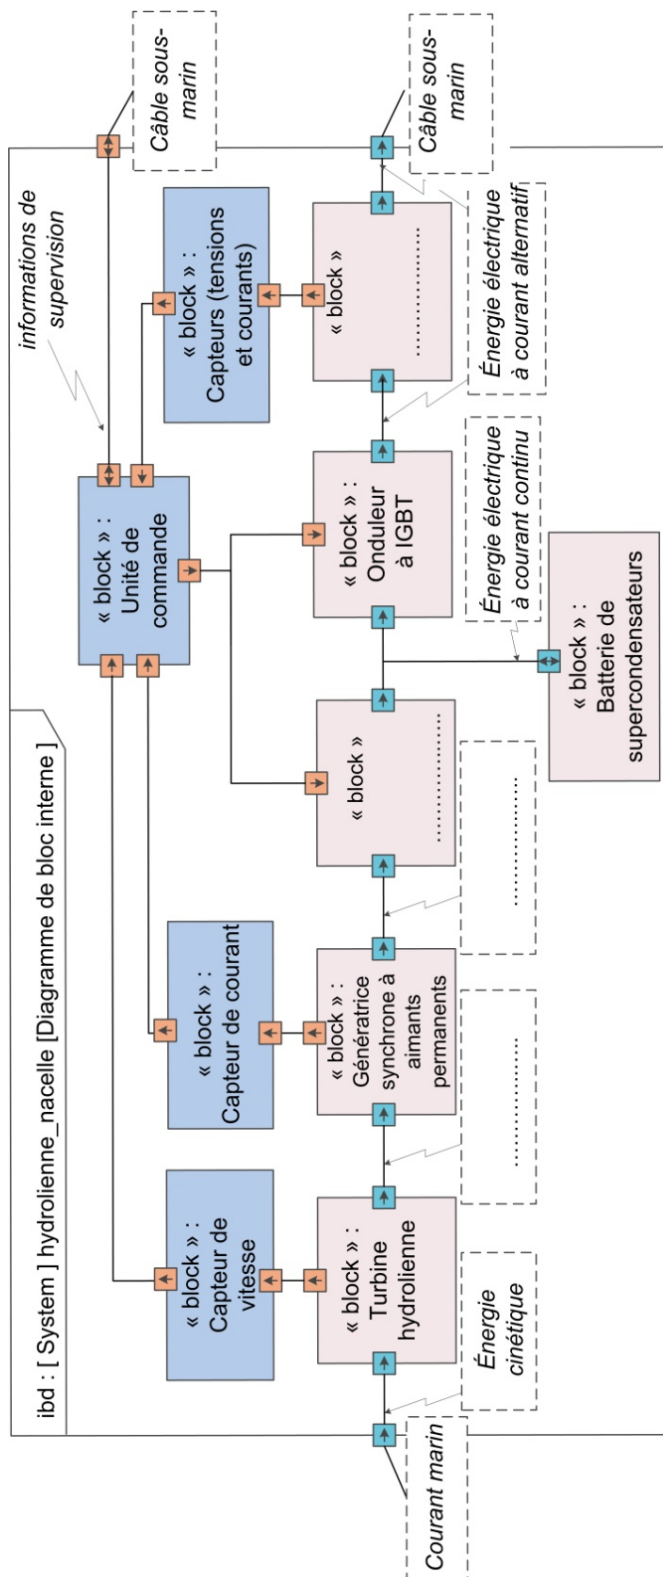 ibd : [ System ] hydrolienne_nacelle [Diagramme de bloc interne ]
informations de
supervision
Câble sous-
marin
« block » :
Unité de
commande
« block » :
Capteur de
vitesse
« block » :
Capteur de courant
« block » :
Capteurs (tensions
et courants)
Courant marin
« block » :
Turbine
hydrolienne
« block » :
Génératrice
synchrone à
aimants
permanents
« block »
........................
« block » :
Onduleur
à IGBT
« block »
........................
Câble sous-
marin
Énergie
cinétique
.....................
.....................
Énergie électrique
à courant continu
Énergie électrique
à courant alternatif
« block » :
Batterie de
supercondensateurs